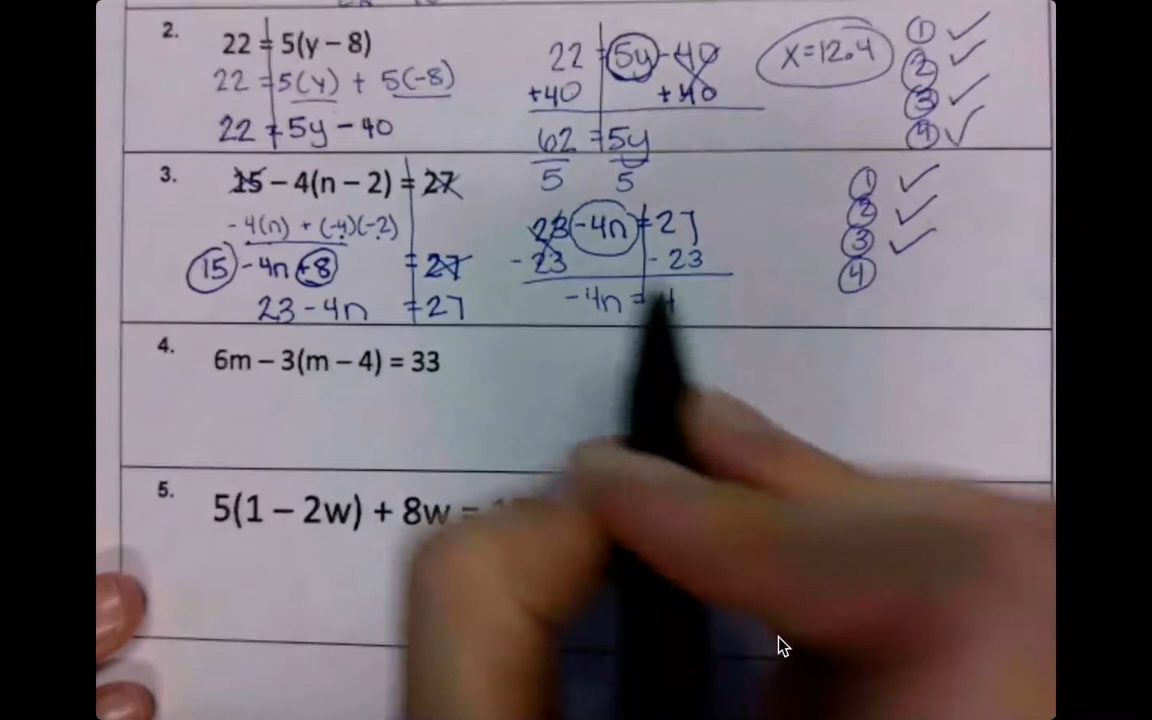 2.
22 = 5(y – 8)
22 = 5(y) + 5(-8)
22 = 5y - 40
22 = 5y - 40
+40 +40
62 = 5y
5 5
x=12.4
① ✓
② ✓
③ ✓
④ ✓
3.
15 – 4(n – 2) = 27
-4(n) + (-4)(-2)
15 - 4n +8 = 27
23 - 4n = 27
23 - 4n = 27
- 23 - 23
-4n = 4
① ✓
② ✓
③ ✓
④
4.
6m – 3(m – 4) = 33
5.
5(1 – 2w) + 8w =